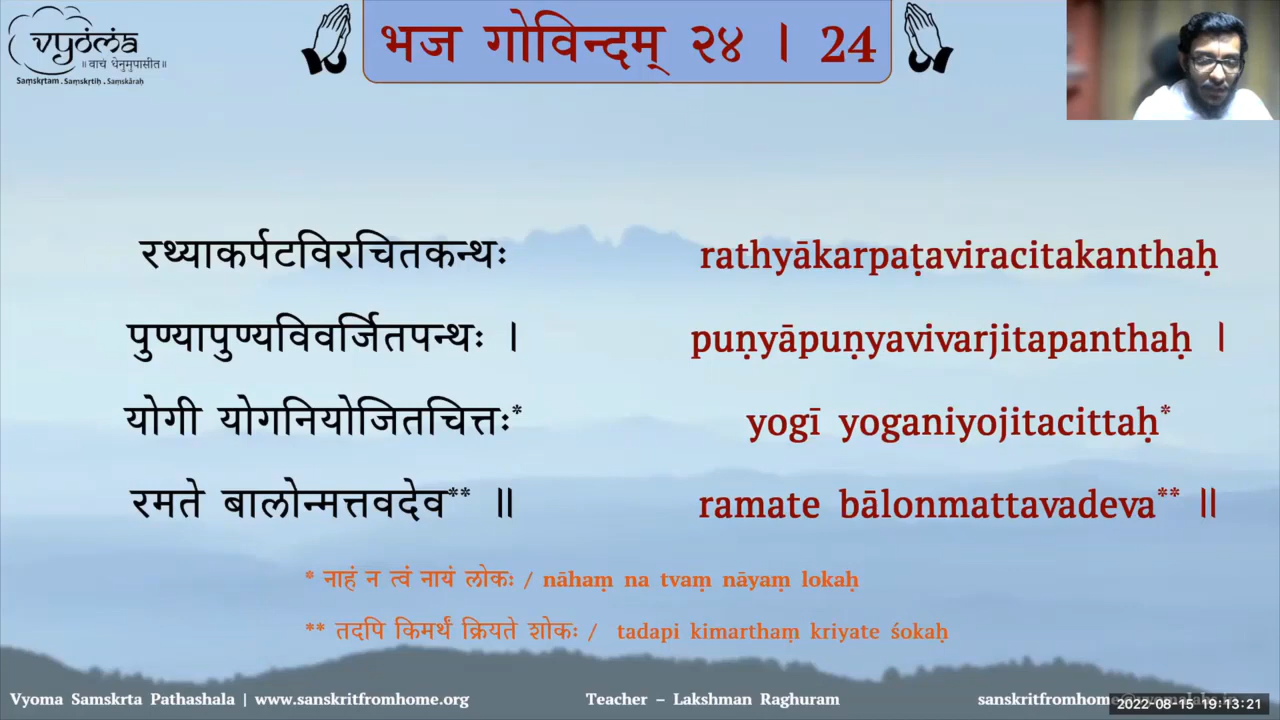 vyoma
॥ वाचं धेनुमुपासीत॥
Saṃskṛtam . Saṃskṛtiḥ . Saṃskāraḥ
भज गोविन्दम् २४ । 24
रथ्याकर्पटविरचितकन्थः
rathyākarpaṭaviracitakanthaḥ
पुण्यापुण्यविवर्जितपन्थः ।
puṇyāpuṇyavivarjitapanthaḥ ।
योगी योगनियोजितचित्तः*
yogī yoganiyojitacittaḥ*
रमते बालोन्मत्तवदेव** ॥
ramate bālonmattavadeva** ॥
* नाहं न त्वं नायं लोकः / nāhaṃ na tvaṃ nāyaṃ lokaḥ
** तदपि किमर्थं क्रियते शोकः / tadapi kimarthaṃ kriyate śokaḥ
Vyoma Samskrta Pathashala | www.sanskritfromhome.org
Teacher – Lakshman Raghuram
2022-08-15 19:13:21